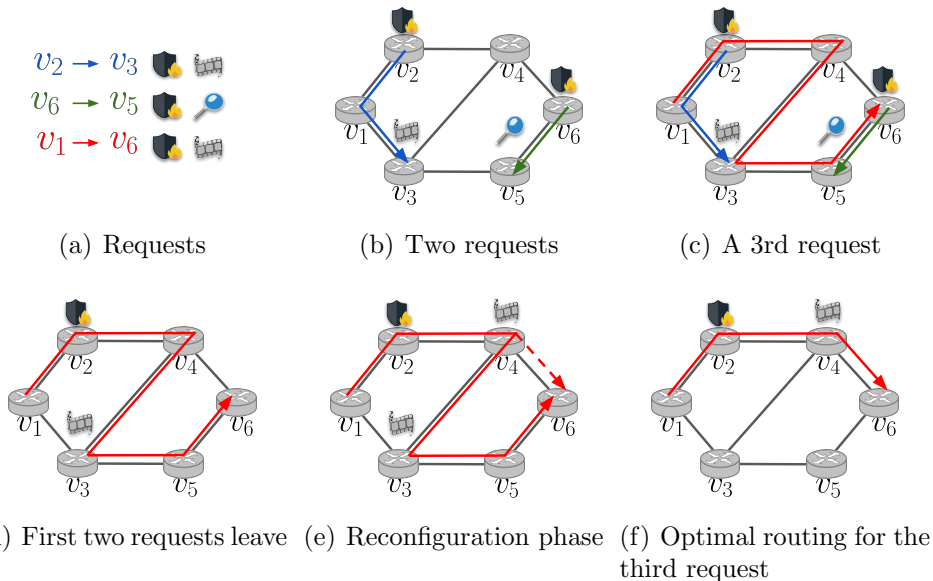 v2 → v3
v6 → v5
v1 → v6
v2
v4
v1
v6
v3
v5
v2
v4
v1
v6
v3
v5
(a) Requests
(b) Two requests
(c) A 3rd request
v2
v4
v1
v6
v3
v5
v2
v4
v1
v6
v3
v5
v2
v4
v1
v6
v3
v5
) First two requests leave
(e) Reconfiguration phase
(f) Optimal routing for the
third request